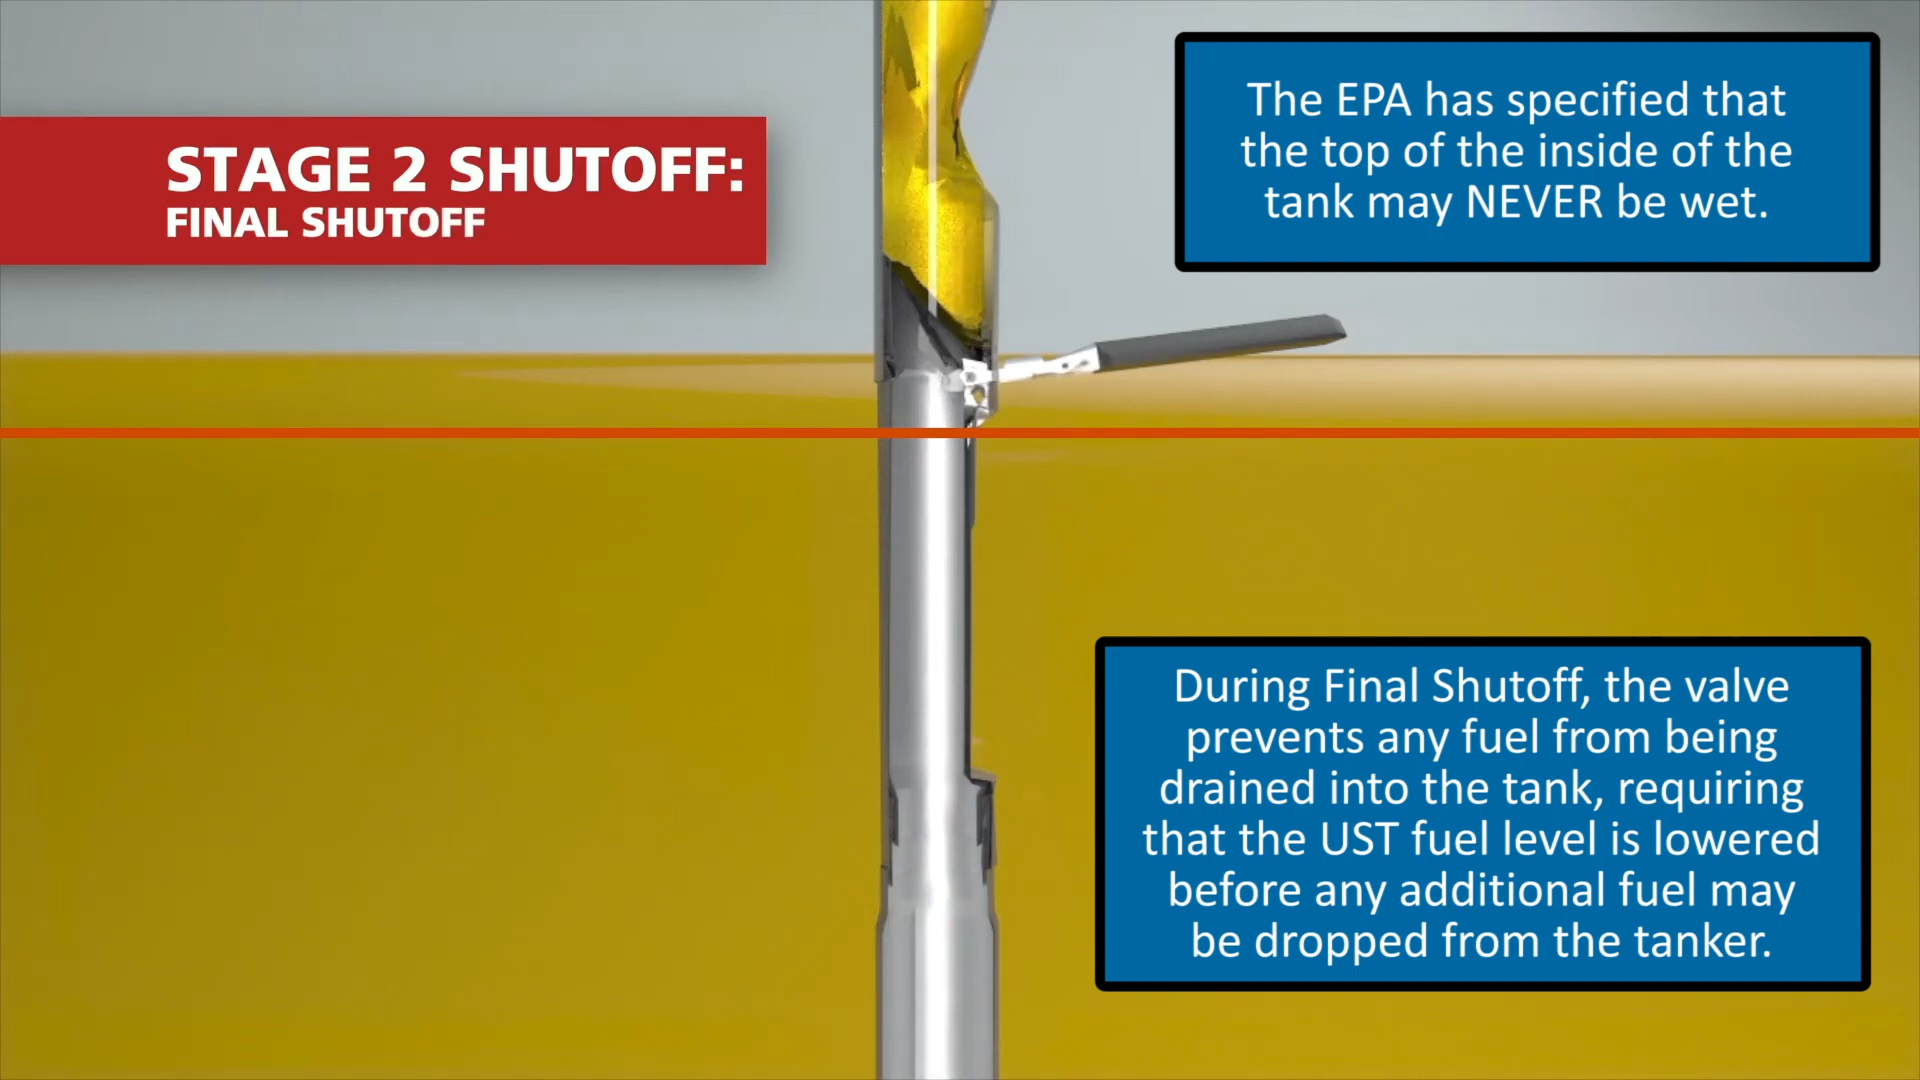 STAGE 2 SHUTOFF:
FINAL SHUTOFF
The EPA has specified that
the top of the inside of the
tank may NEVER be wet.
During Final Shutoff, the valve
prevents any fuel from being
drained into the tank, requiring
that the UST fuel level is lowered
before any additional fuel may
be dropped from the tanker.